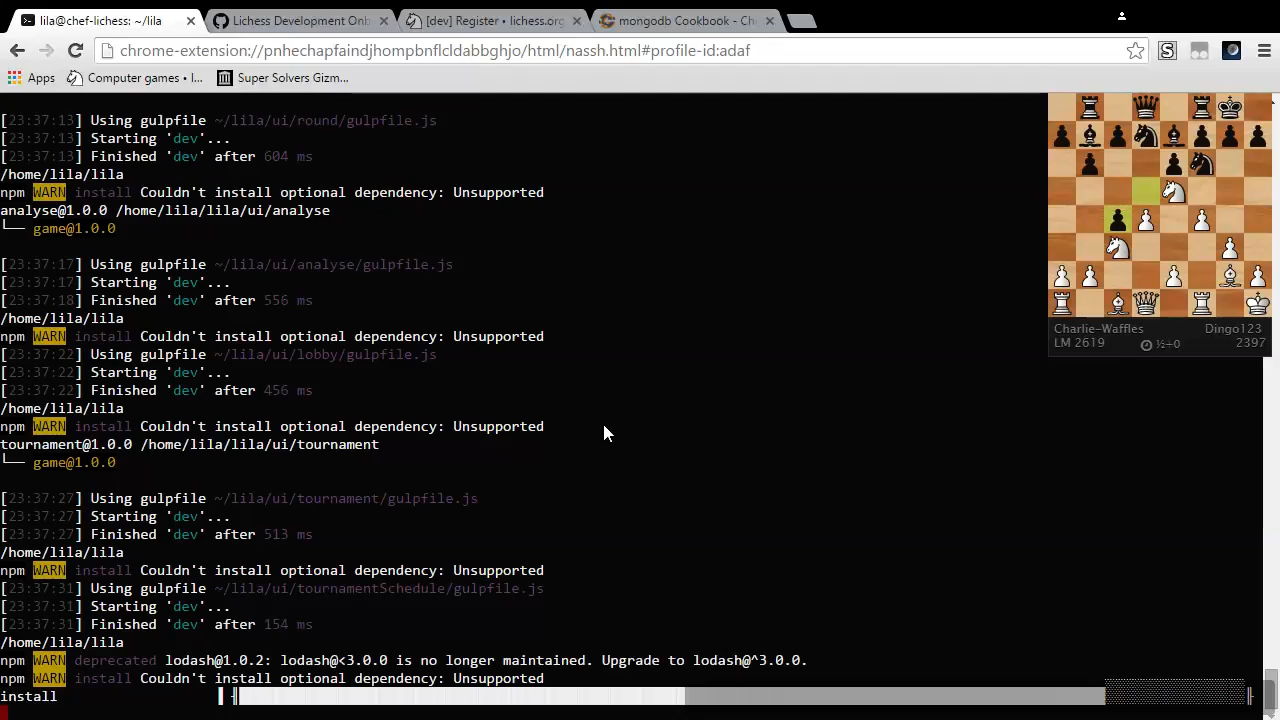 lila@chef-lichess: ~/lila
Lichess Development Onb
[dev] Register • lichess.org
mongodb Cookbook - Ch
chrome-extension://pnhechapfaindjhompbnflcldabbghjo/html/nassh.html#profile-id:adaf
Apps
Computer games • l...
Super Solvers Gizm...
[23:37:13] Using gulpfile ~/lila/ui/round/gulpfile.js
[23:37:13] Starting 'dev'...
[23:37:13] Finished 'dev' after 604 ms
/home/lila/lila
npm WARN install Couldn't install optional dependency: Unsupported
analyse@1.0.0 /home/lila/lila/ui/analyse
└── game@1.0.0
[23:37:17] Using gulpfile ~/lila/ui/analyse/gulpfile.js
[23:37:17] Starting 'dev'...
[23:37:18] Finished 'dev' after 556 ms
/home/lila/lila
npm WARN install Couldn't install optional dependency: Unsupported
[23:37:22] Using gulpfile ~/lila/ui/lobby/gulpfile.js
[23:37:22] Starting 'dev'...
[23:37:22] Finished 'dev' after 456 ms
/home/lila/lila
npm WARN install Couldn't install optional dependency: Unsupported
tournament@1.0.0 /home/lila/lila/ui/tournament
└── game@1.0.0
[23:37:27] Using gulpfile ~/lila/ui/tournament/gulpfile.js
[23:37:27] Starting 'dev'...
[23:37:27] Finished 'dev' after 513 ms
/home/lila/lila
npm WARN install Couldn't install optional dependency: Unsupported
[23:37:31] Using gulpfile ~/lila/ui/tournamentSchedule/gulpfile.js
[23:37:31] Starting 'dev'...
[23:37:31] Finished 'dev' after 154 ms
/home/lila/lila
npm WARN deprecated lodash@1.0.2: lodash@<3.0.0 is no longer maintained. Upgrade to lodash@^3.0.0.
npm WARN install Couldn't install optional dependency: Unsupported
install
Charlie-Waffles Dingo123
LM 2619 ½+0 2397